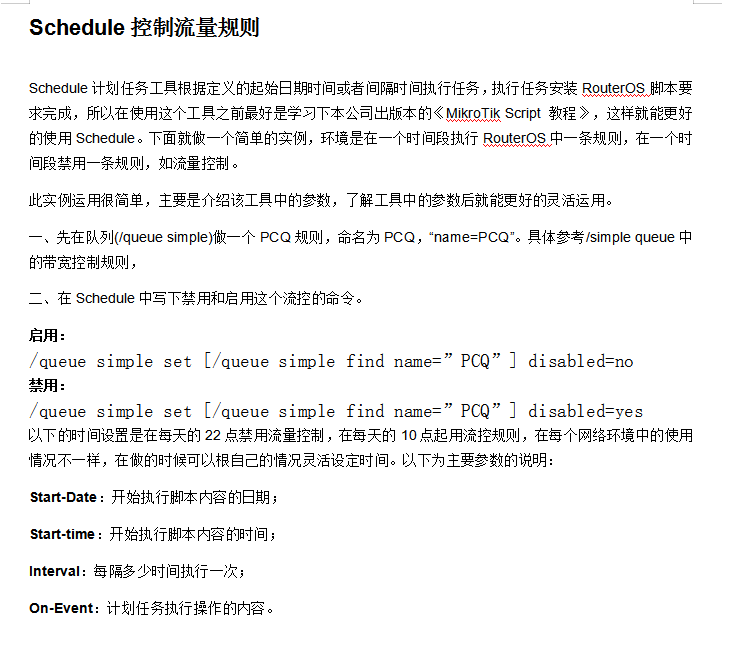 Schedule 控制流量规则
Schedule 计划任务工具根据定义的起始日期时间或者间隔时间执行任务，执行任务安装 RouterOS 脚本要
求完成，所以在使用这个工具之前最好是学习下本公司出版本的《MikroTik Script 教程》，这样就能更好
的使用 Schedule。下面就做一个简单的实例，环境是在一个时间段执行 RouterOS 中一条规则，在一个时
间段禁用一条规则，如流量控制。
此实例运用很简单，主要是介绍该工具中的参数，了解工具中的参数后就能更好的灵活运用。
一、先在队列(/queue simple)做一个 PCQ 规则，命名为 PCQ，“name=PCQ”。具体参考/simple queue 中
的带宽控制规则，
二、在 Schedule 中写下禁用和启用这个流控的命令。
启用：
/queue simple set [/queue simple find name=”PCQ”] disabled=no
禁用：
/queue simple set [/queue simple find name=”PCQ”] disabled=yes
以下的时间设置是在每天的 22 点禁用流量控制，在每天的 10 点起用流控规则，在每个网络环境中的使用
情况不一样，在做的时候可以根自己的情况灵活设定时间。以下为主要参数的说明：
Start-Date：开始执行脚本内容的日期；
Start-time：开始执行脚本内容的时间；
Interval：每隔多少时间执行一次；
On-Event：计划任务执行操作的内容。